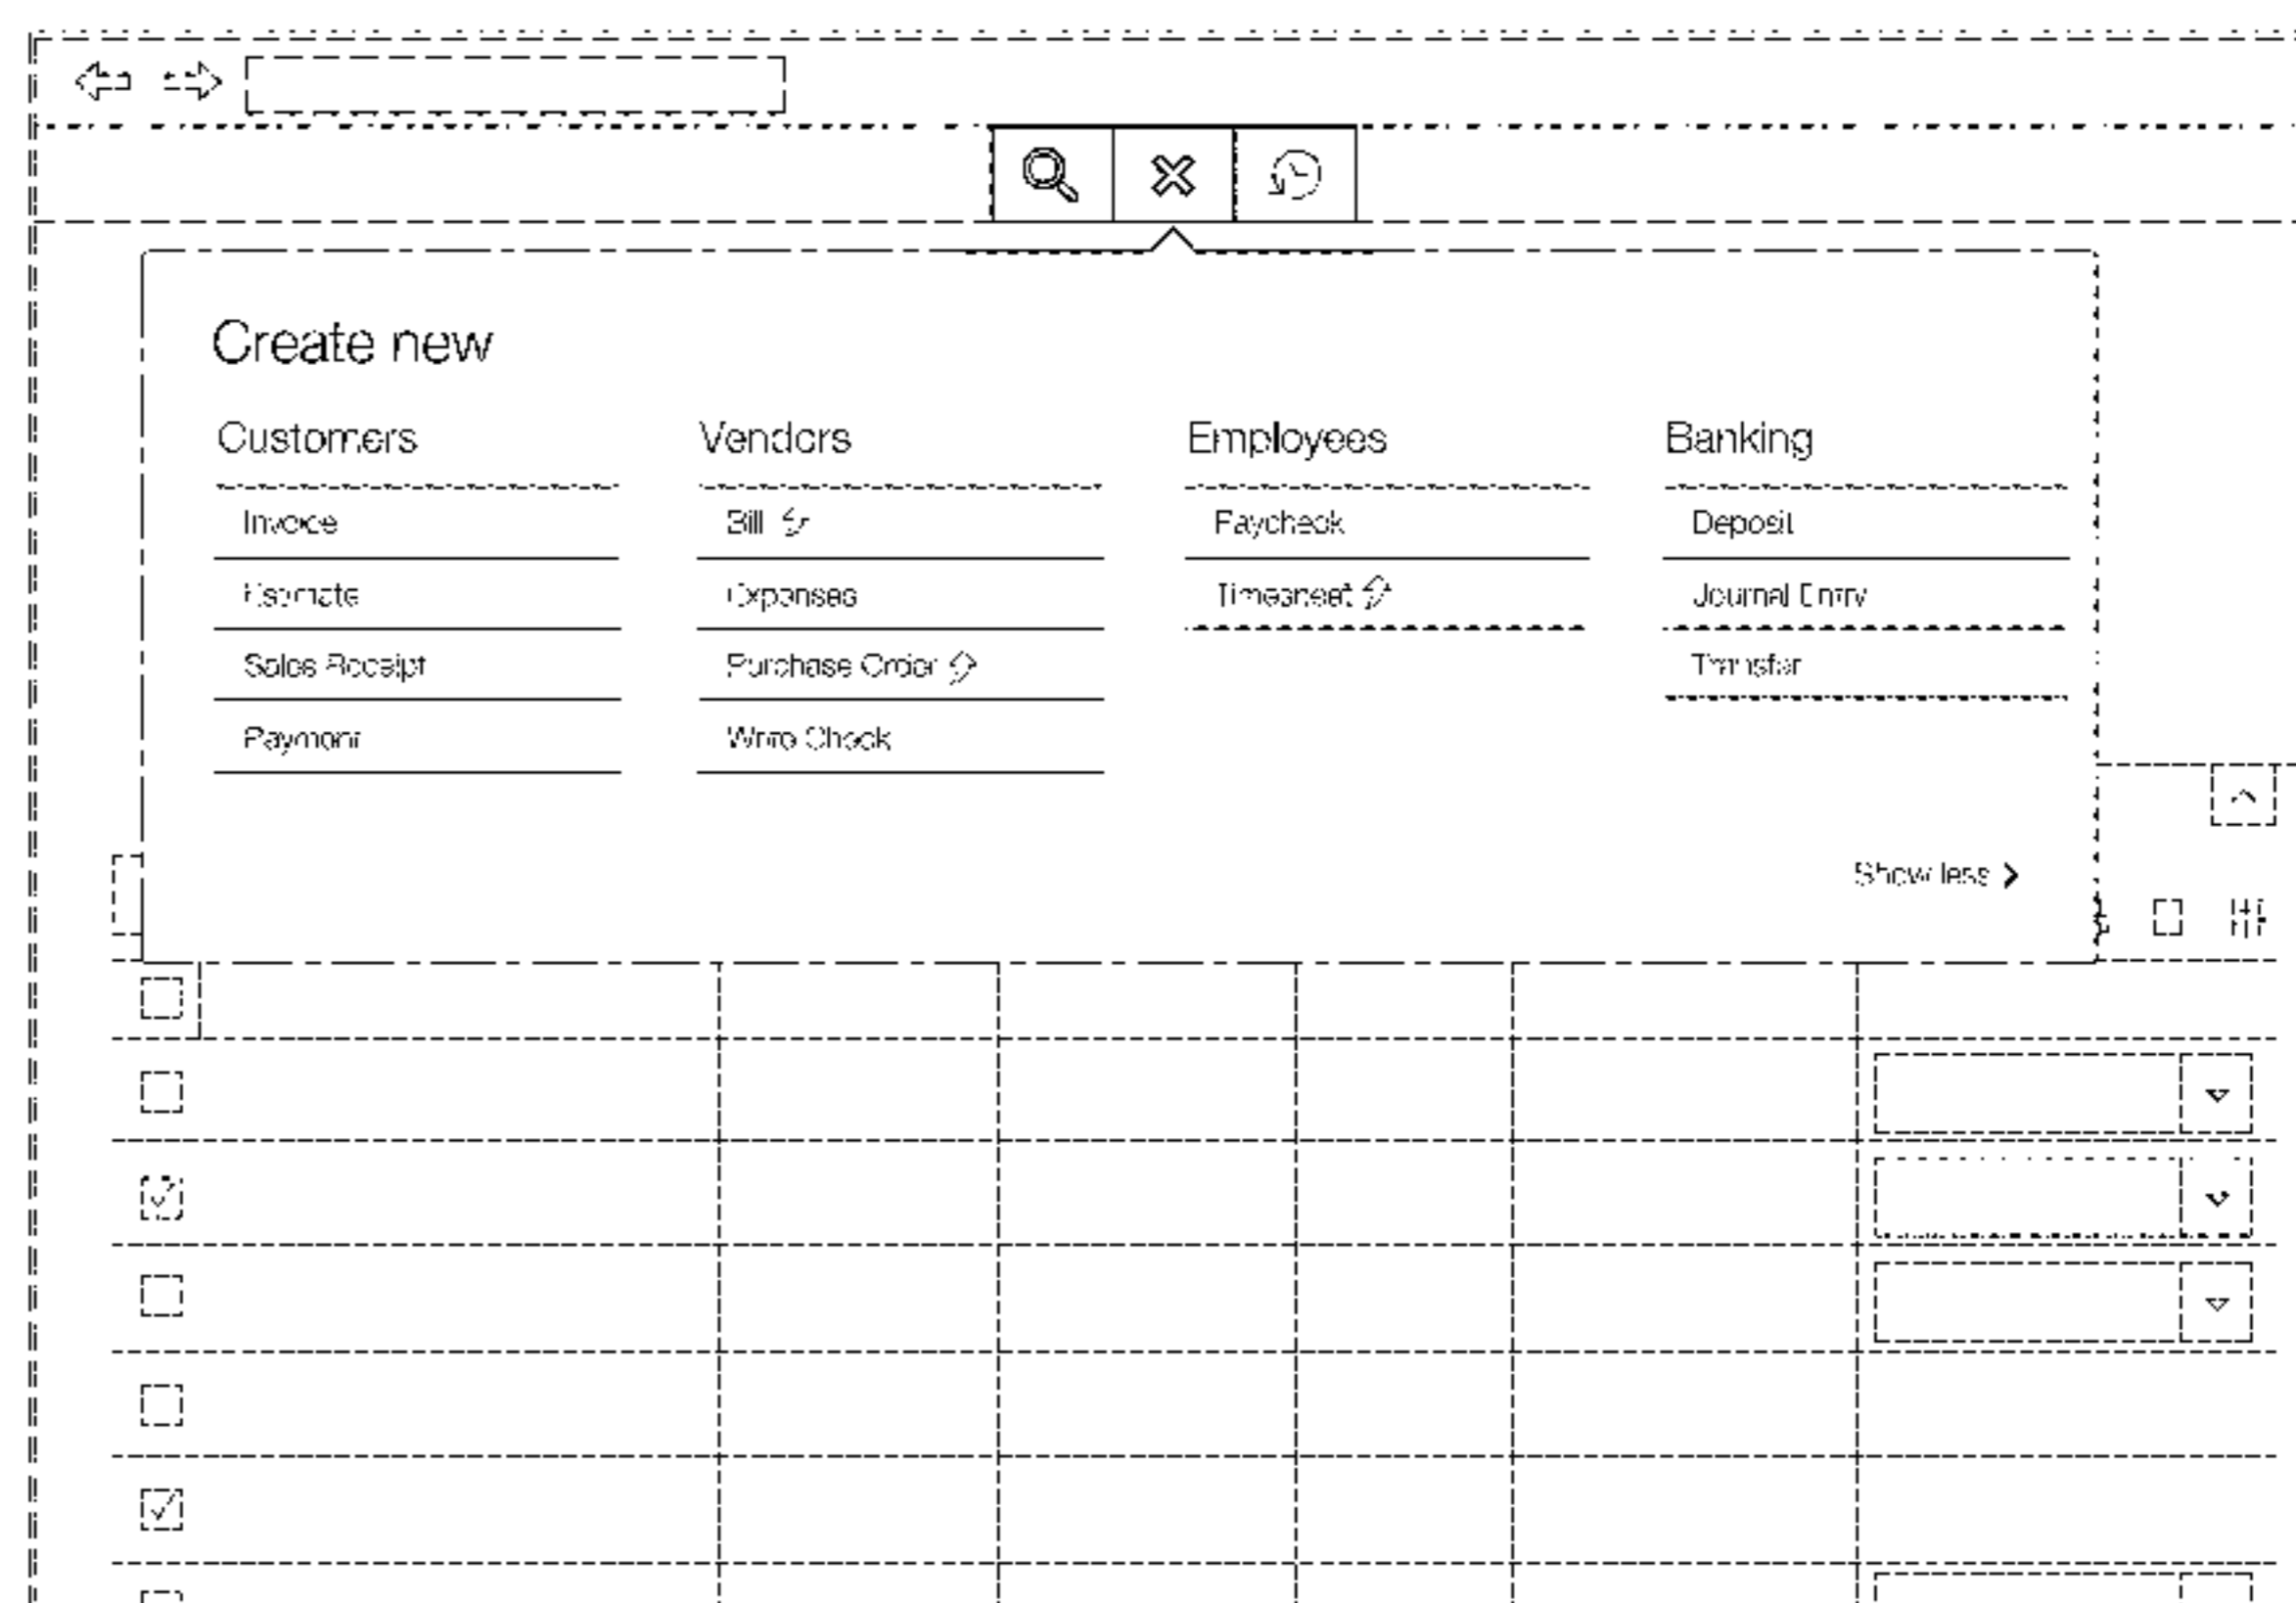 Create new
Customers
Invoice
Estimate
Sales Receipt
Payment
Vendors
Bill
Expenses
Purchase Order
Write Check
Employees
Paycheck
Timesheet
Banking
Deposit
Journal Entry
Transfer
Show less